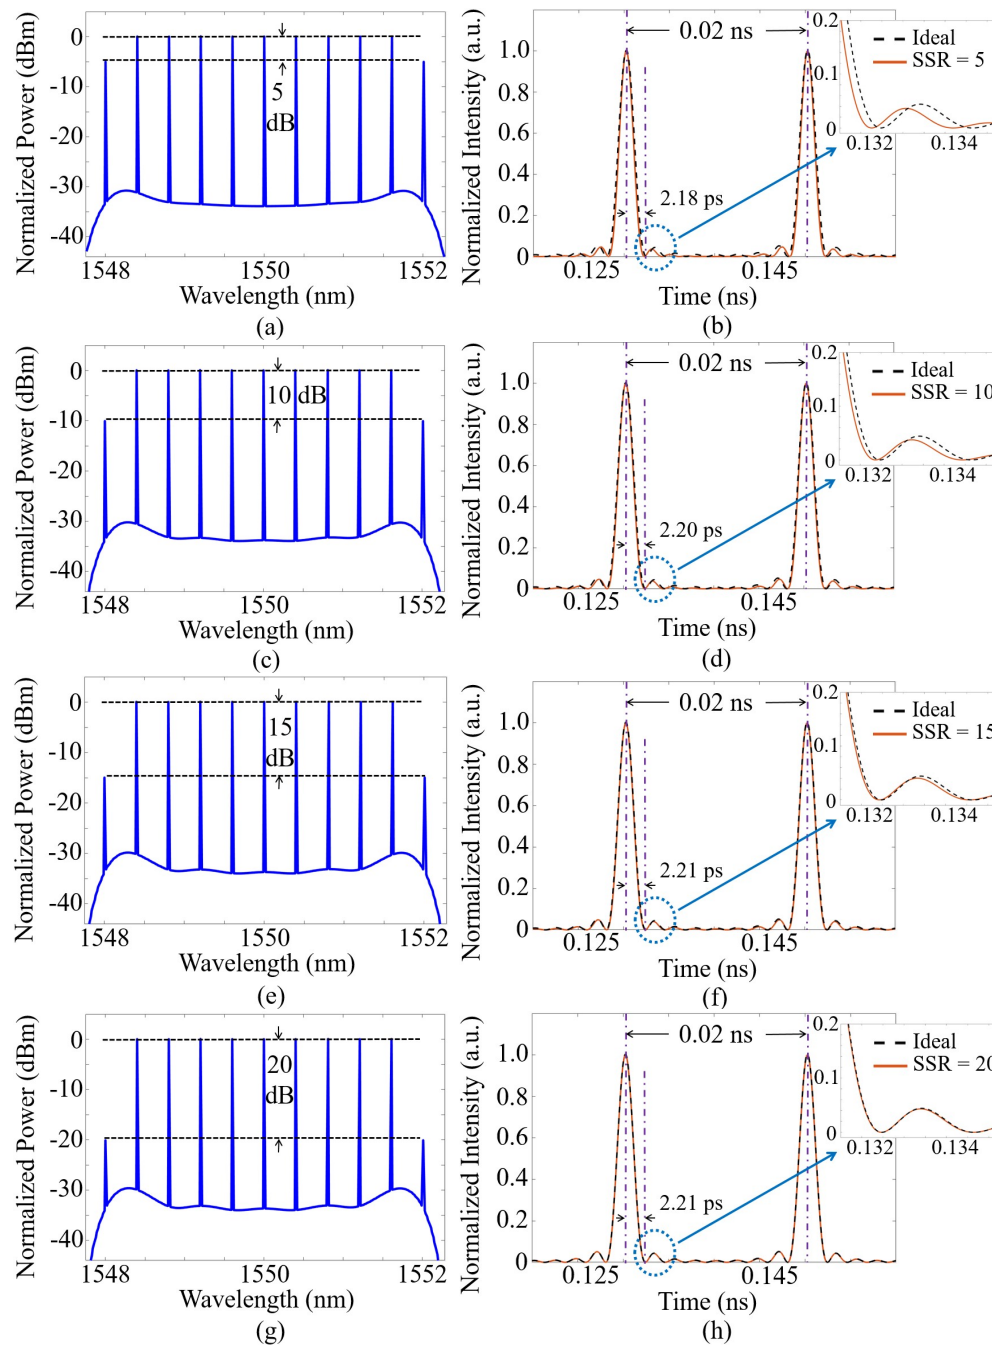 Normalized Power (dBm)
0
-10
-20
-30
-40
5
dB
1548
1550
1552
Wavelength (nm)
(a)
Normalized Intensity (a.u.)
1.0
0.8
0.6
0.4
0.2
0
0.02 ns
2.18 ps
0.125
0.145
Time (ns)
(b)
0.2
0.1
0
0.132
0.134
Ideal
SSR = 5
Normalized Power (dBm)
0
-10
-20
-30
-40
10 dB
1548
1550
1552
Wavelength (nm)
(c)
Normalized Intensity (a.u.)
1.0
0.8
0.6
0.4
0.2
0
0.02 ns
2.20 ps
0.125
0.145
Time (ns)
(d)
0.2
0.1
0
0.132
0.134
Ideal
SSR = 10
Normalized Power (dBm)
0
-10
-20
-30
-40
15
dB
1548
1550
1552
Wavelength (nm)
(e)
Normalized Intensity (a.u.)
1.0
0.8
0.6
0.4
0.2
0
0.02 ns
2.21 ps
0.125
0.145
Time (ns)
(f)
0.2
0.1
0
0.132
0.134
Ideal
SSR = 15
Normalized Power (dBm)
0
-10
-20
-30
-40
20
dB
1548
1550
1552
Wavelength (nm)
(g)
Normalized Intensity (a.u.)
1.0
0.8
0.6
0.4
0.2
0
0.02 ns
2.21 ps
0.125
0.145
Time (ns)
(h)
0.2
0.1
0
0.132
0.134
Ideal
SSR = 20